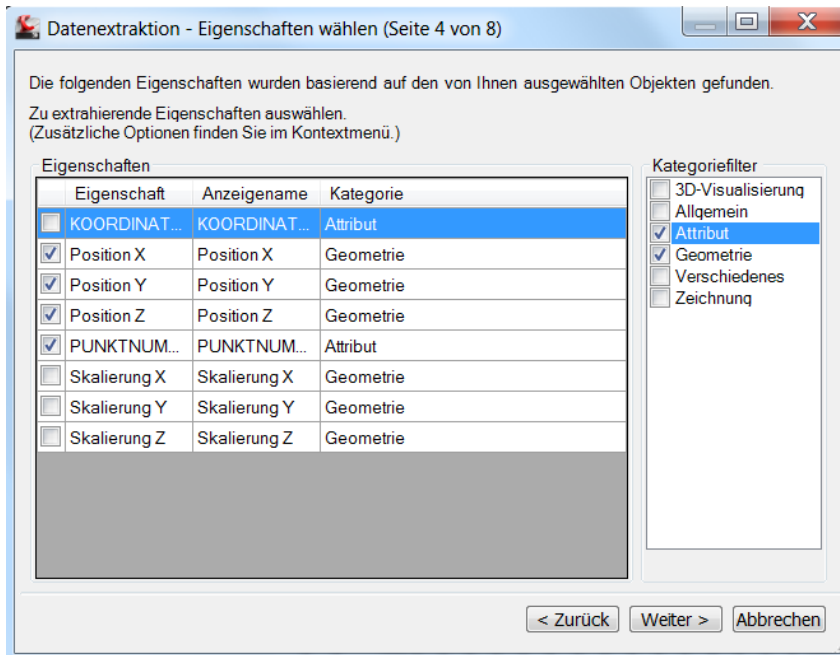 Datenextraktion - Eigenschaften wählen (Seite 4 von 8)
Die folgenden Eigenschaften wurden basierend auf den von Ihnen ausgewählten Objekten gefunden.
Zu extrahierende Eigenschaften auswählen.
(Zusätzliche Optionen finden Sie im Kontextmenü.)
Eigenschaften
Eigenschaft Anzeigename Kategorie
KOORDINAT... KOORDINAT... Attribut
Position X Position X Geometrie
Position Y Position Y Geometrie
Position Z Position Z Geometrie
PUNKTNUM... PUNKTNUM... Attribut
Skalierung X Skalierung X Geometrie
Skalierung Y Skalierung Y Geometrie
Skalierung Z Skalierung Z Geometrie
Kategoriefilter
3D-Visualisierung
Allgemein
Attribut
Geometrie
Verschiedenes
Zeichnung
< Zurück Weiter > Abbrechen